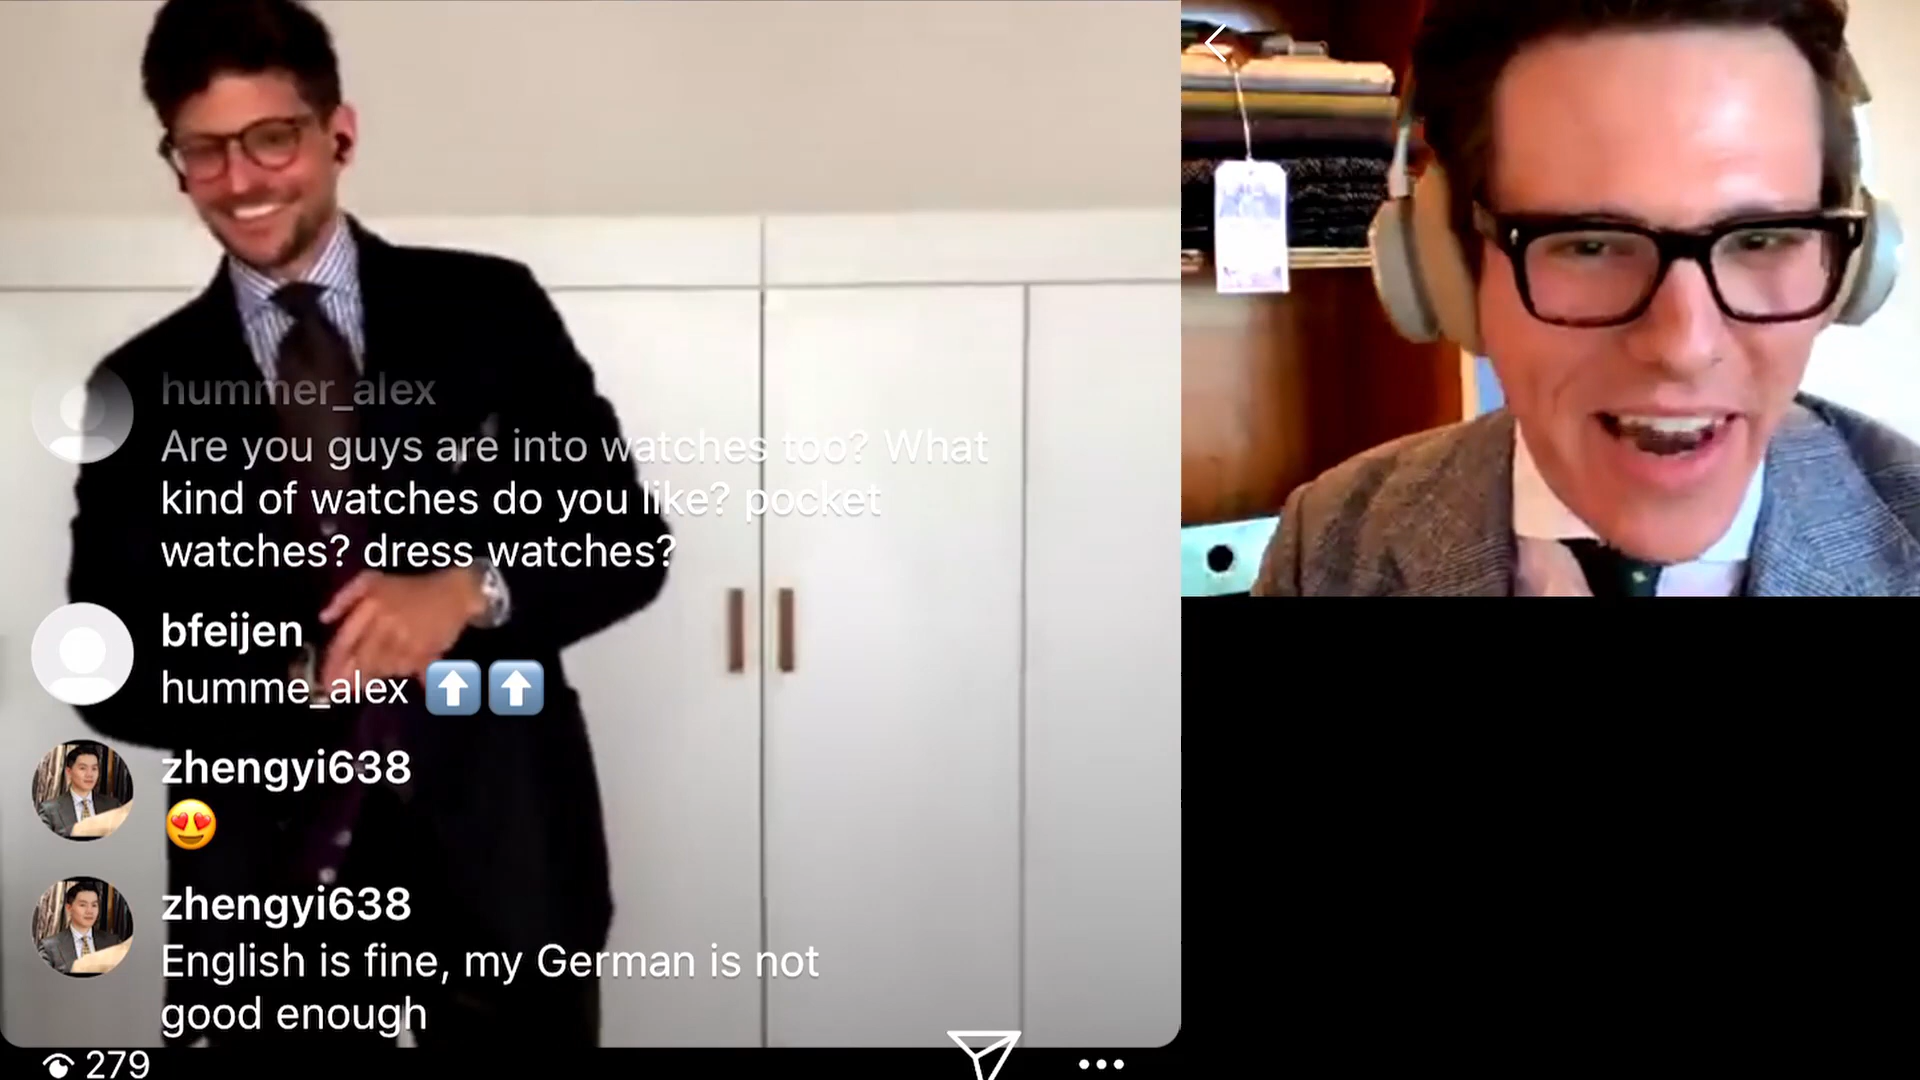 hummer_alex
Are you guys are into watches too? What
kind of watches do you like? pocket
watches? dress watches?
bfeijen
humme_alex ⬆️⬆️
zhengyi638
😍
zhengyi638
English is fine, my German is not
good enough
279